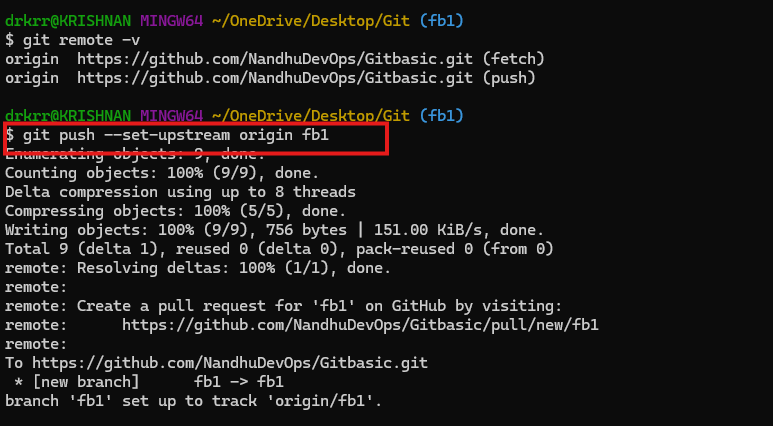 drkrr@KRISHNAN MINGW64 ~/OneDrive/Desktop/Git (fb1)
$ git remote -v
origin  https://github.com/NandhuDevOps/Gitbasic.git (fetch)
origin  https://github.com/NandhuDevOps/Gitbasic.git (push)

drkrr@KRISHNAN MINGW64 ~/OneDrive/Desktop/Git (fb1)
$ git push --set-upstream origin fb1
Enumerating objects: 9, done.
Counting objects: 100% (9/9), done.
Delta compression using up to 8 threads
Compressing objects: 100% (5/5), done.
Writing objects: 100% (9/9), 756 bytes | 151.00 KiB/s, done.
Total 9 (delta 1), reused 0 (delta 0), pack-reused 0 (from 0)
remote: Resolving deltas: 100% (1/1), done.
remote:
remote: Create a pull request for 'fb1' on GitHub by visiting:
remote:      https://github.com/NandhuDevOps/Gitbasic/pull/new/fb1
remote:
To https://github.com/NandhuDevOps/Gitbasic.git
 * [new branch]      fb1 -> fb1
branch 'fb1' set up to track 'origin/fb1'.